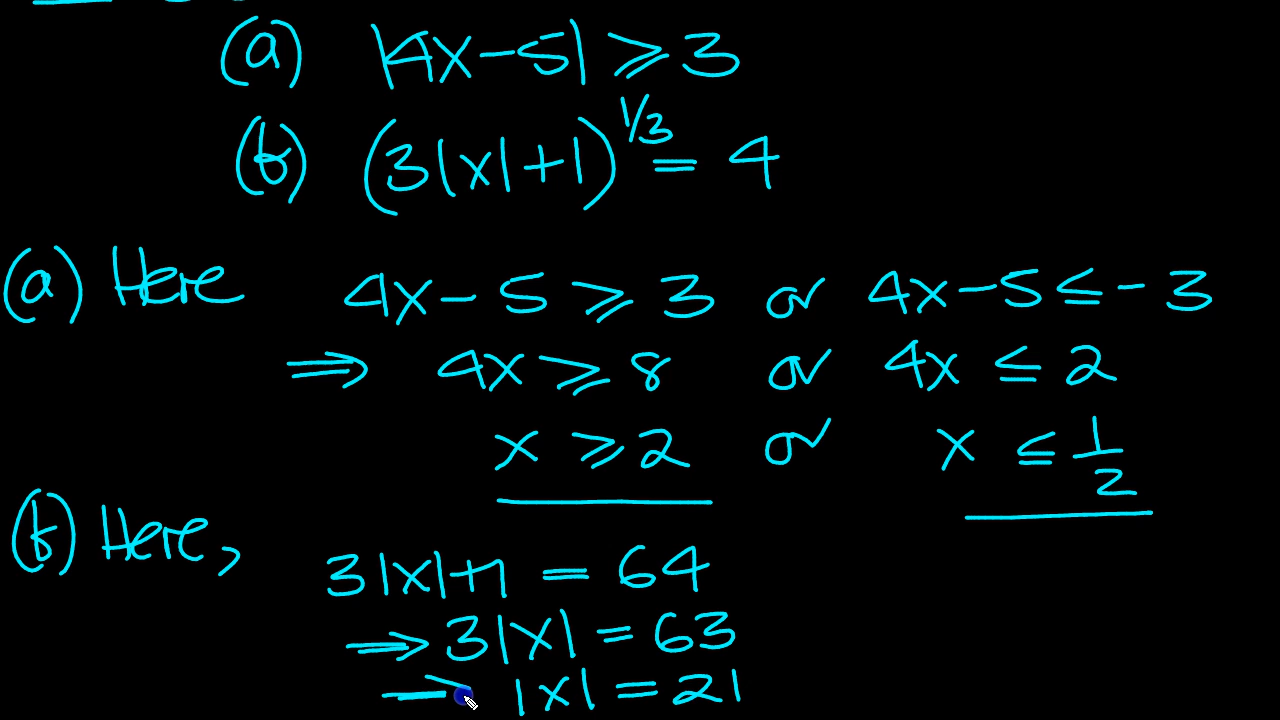 (a) |4x-5| ≥ 3
(b) (3|x|+1)^1/3 = 4
(a) Here 4x-5 ≥ 3 or 4x-5 ≤ -3
⇒ 4x ≥ 8 or 4x ≤ 2
x ≥ 2 or x ≤ 1/2
(b) Here,
3|x|+1 = 64
⇒ 3|x| = 63
|x| = 21